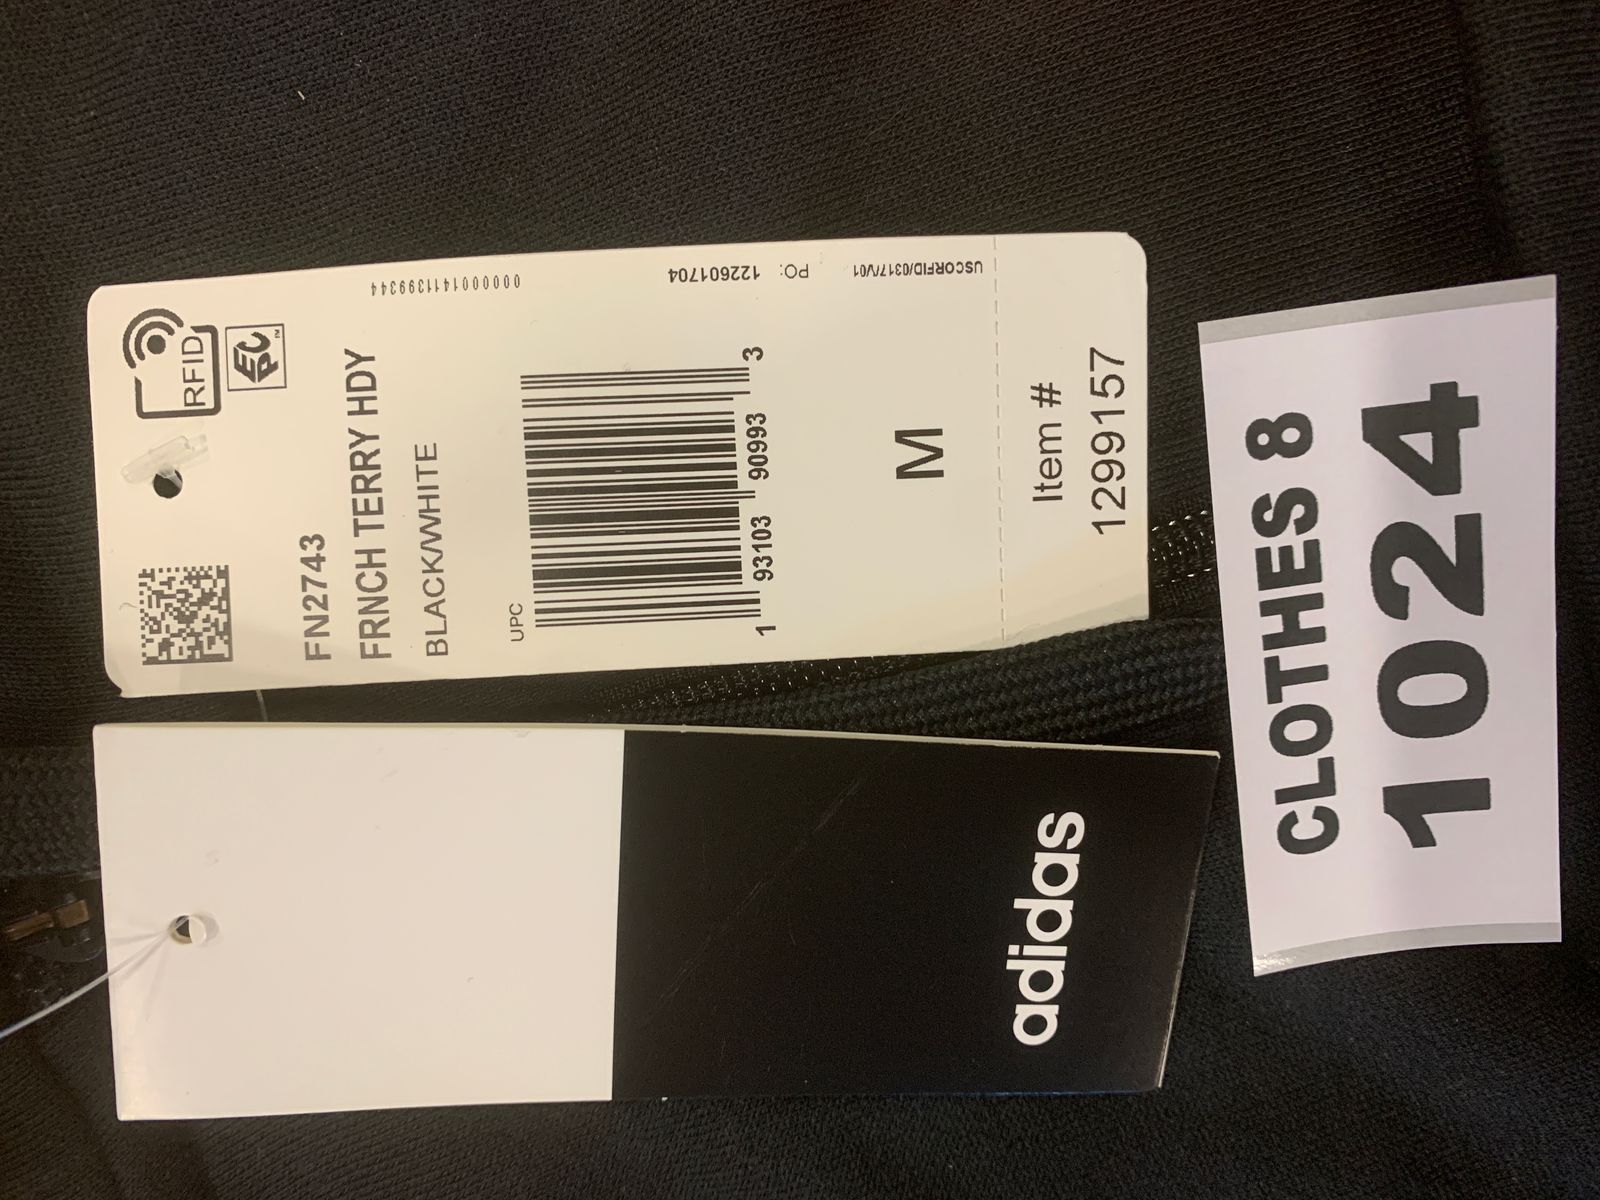 RFID
EPC
™
FN2743
FRNCH TERRY HDY
BLACK/WHITE
UPC
1 93103 90993 3
M
Item #
1299157
0000001411399344
122601704
PO:
USCORFID/0317/V01
adidas
CLOTHES 8
1024